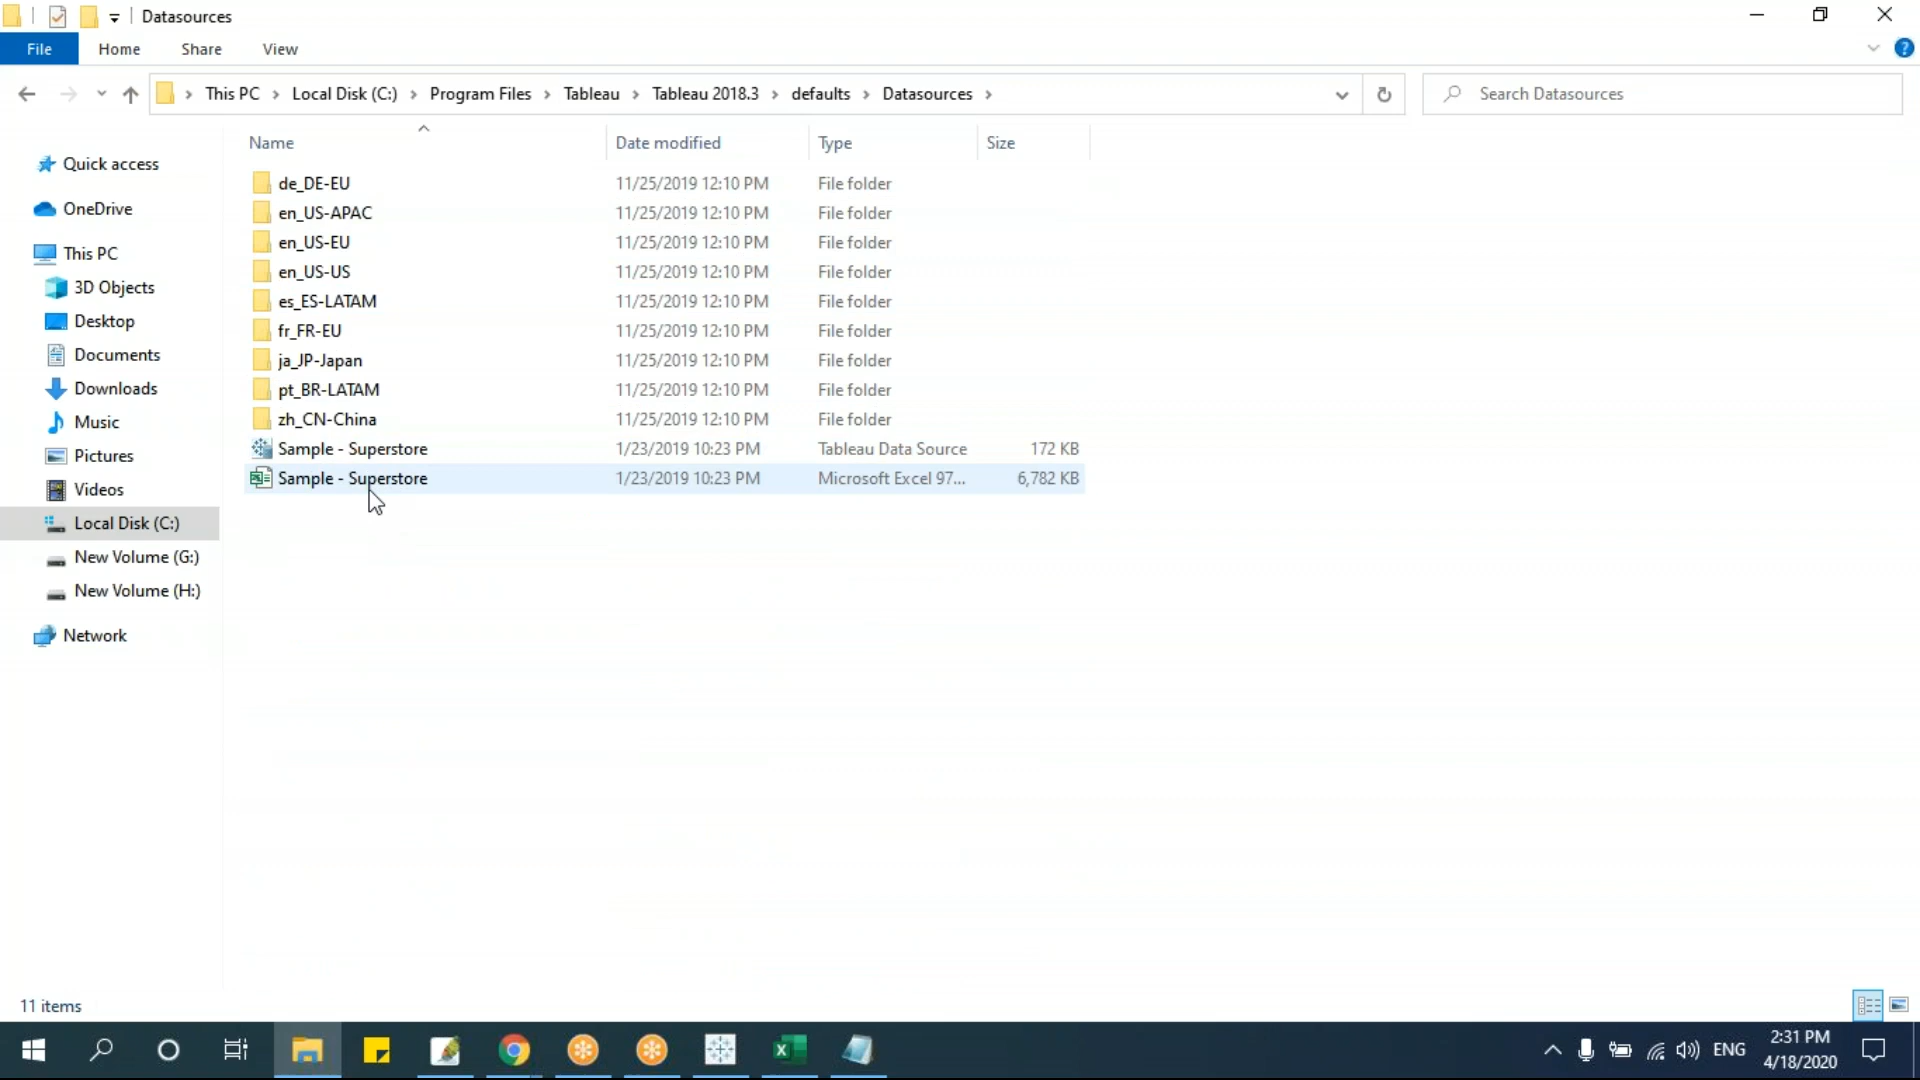 Datasources
File Home Share View
This PC Local Disk (C:) Program Files Tableau Tableau 2018.3 defaults Datasources
Search Datasources
Name Date modified Type Size
Quick access
OneDrive
This PC
3D Objects
Desktop
Documents
Downloads
Music
Pictures
Videos
Local Disk (C:)
New Volume (G:)
New Volume (H:)
Network
de_DE-EU 11/25/2019 12:10 PM File folder
en_US-APAC 11/25/2019 12:10 PM File folder
en_US-EU 11/25/2019 12:10 PM File folder
en_US-US 11/25/2019 12:10 PM File folder
es_ES-LATAM 11/25/2019 12:10 PM File folder
fr_FR-EU 11/25/2019 12:10 PM File folder
ja_JP-Japan 11/25/2019 12:10 PM File folder
pt_BR-LATAM 11/25/2019 12:10 PM File folder
zh_CN-China 11/25/2019 12:10 PM File folder
Sample - Superstore 1/23/2019 10:23 PM Tableau Data Source 172 KB
Sample - Superstore 1/23/2019 10:23 PM Microsoft Excel 97... 6,782 KB
11 items
ENG
2:31 PM
4/18/2020